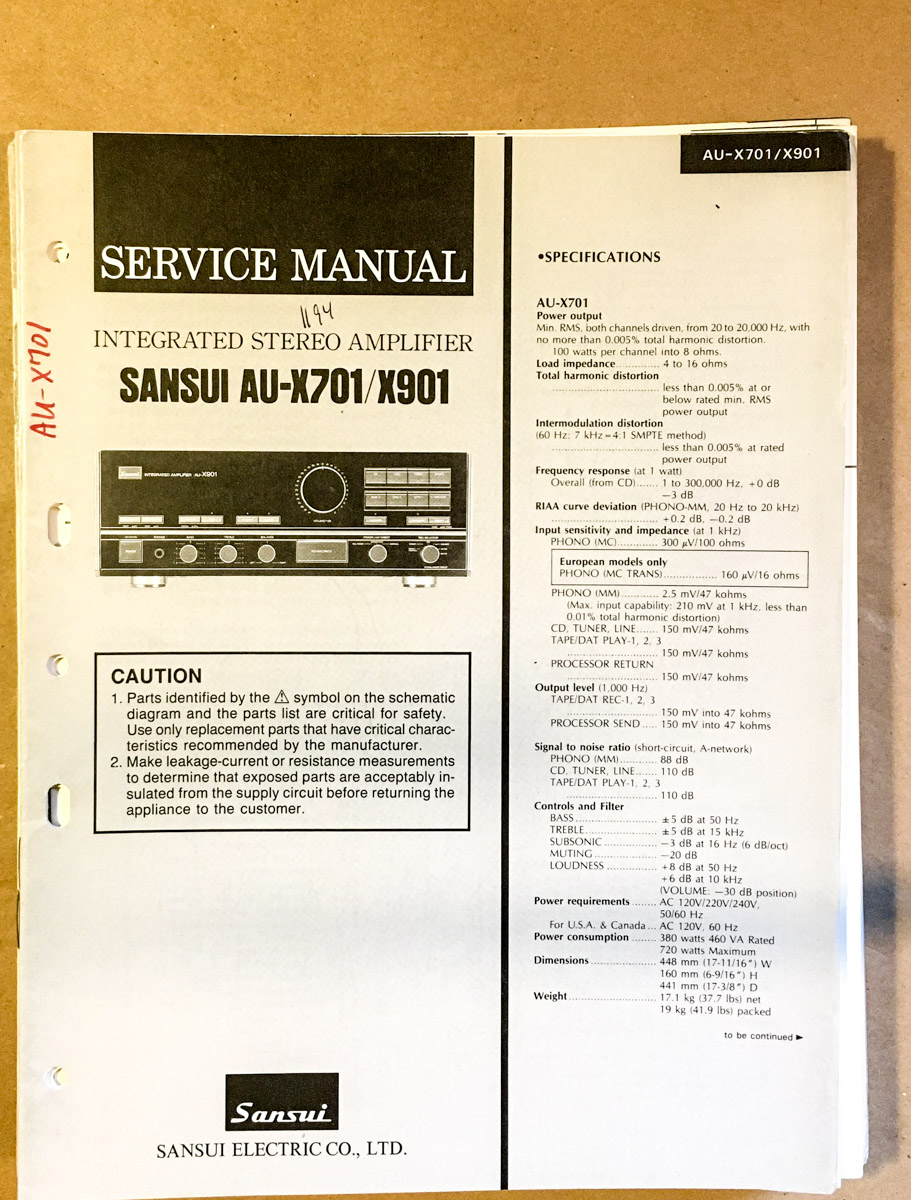 AU-X701/X901
SERVICE MANUAL
1194
INTEGRATED STEREO AMPLIFIER
SANSUI AU-X701/X901
AU-X701
Sansui INTEGRATED AMPLIFIER AU-X901
CAUTION
1. Parts identified by the ⚠ symbol on the schematic
diagram and the parts list are critical for safety.
Use only replacement parts that have critical charac-
teristics recommended by the manufacturer.
2. Make leakage-current or resistance measurements
to determine that exposed parts are acceptably in-
sulated from the supply circuit before returning the
appliance to the customer.
Sansui
SANSUI ELECTRIC CO., LTD.
•SPECIFICATIONS
AU-X701
Power output
Min. RMS, both channels driven, from 20 to 20,000 Hz, with
no more than 0.005% total harmonic distortion.
100 watts per channel into 8 ohms.
Load impedance.............. 4 to 16 ohms
Total harmonic distortion
.............................. less than 0.005% at or
below rated min. RMS
power output
Intermodulation distortion
(60 Hz: 7 kHz=4:1 SMPTE method)
.............................. less than 0.005% at rated
power output
Frequency response (at 1 watt)
Overall (from CD)....... 1 to 300,000 Hz, +0 dB
−3 dB
RIAA curve deviation (PHONO-MM, 20 Hz to 20 kHz)
.............................. +0.2 dB, −0.2 dB
Input sensitivity and impedance (at 1 kHz)
PHONO (MC).............. 300 µV/100 ohms
European models only
PHONO (MC TRANS)................. 160 µV/16 ohms
PHONO (MM)............. 2.5 mV/47 kohms
(Max. input capability: 210 mV at 1 kHz, less than
0.01% total harmonic distortion)
CD, TUNER, LINE....... 150 mV/47 kohms
TAPE/DAT PLAY-1, 2, 3
.......................... 150 mV/47 kohms
PROCESSOR RETURN
.......................... 150 mV/47 kohms
Output level (1,000 Hz)
TAPE/DAT REC-1, 2, 3
.......................... 150 mV into 47 kohms
PROCESSOR SEND..... 150 mV into 47 kohms
Signal to noise ratio (short-circuit, A-network)
PHONO (MM)............. 88 dB
CD, TUNER, LINE....... 110 dB
TAPE/DAT PLAY-1, 2, 3
.......................... 110 dB
Controls and Filter
BASS........................ ±5 dB at 50 Hz
TREBLE..................... ±5 dB at 15 kHz
SUBSONIC................. −3 dB at 16 Hz (6 dB/oct)
MUTING.................... −20 dB
LOUDNESS................ +8 dB at 50 Hz
+6 dB at 10 kHz
(VOLUME: −30 dB position)
Power requirements........ AC 120V/220V/240V,
50/60 Hz
For U.S.A. & Canada... AC 120V, 60 Hz
Power consumption........ 380 watts 460 VA Rated
720 watts Maximum
Dimensions..................... 448 mm (17-11/16″) W
160 mm (6-9/16″) H
441 mm (17-3/8″) D
Weight........................... 17.1 kg (37.7 lbs) net
19 kg (41.9 lbs) packed
to be continued ►